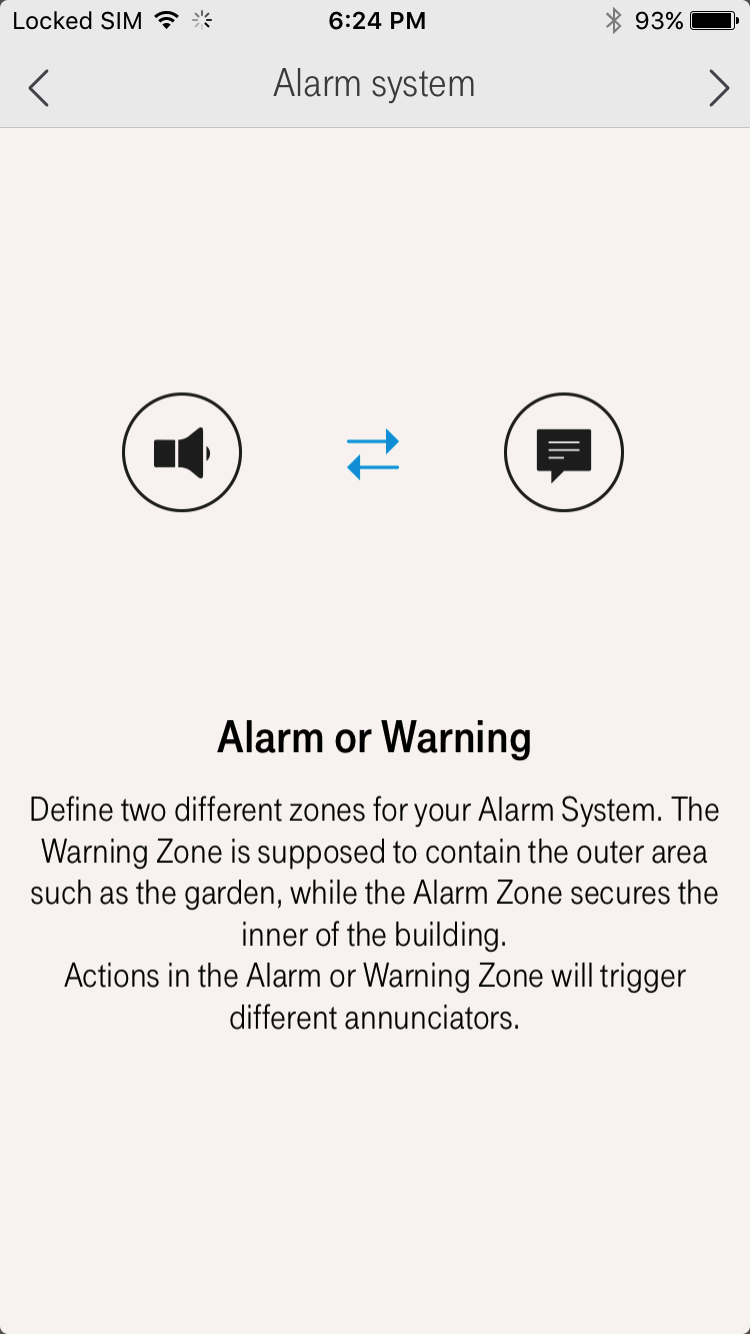 Locked SIM 6:24 PM 93%
Alarm system
Alarm or Warning
Define two different zones for your Alarm System. The
Warning Zone is supposed to contain the outer area
such as the garden, while the Alarm Zone secures the
inner of the building.
Actions in the Alarm or Warning Zone will trigger
different annunciators.